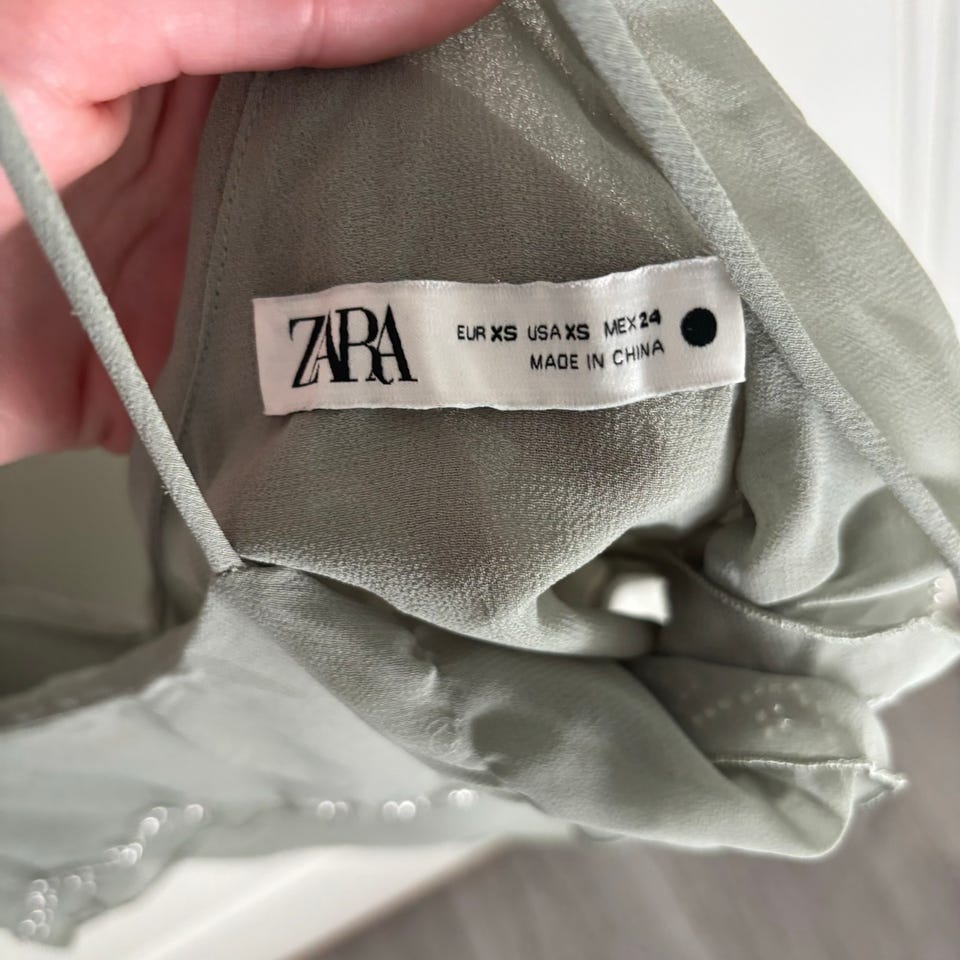 ZARA
EUR XS USA XS MEX 24
MADE IN CHINA